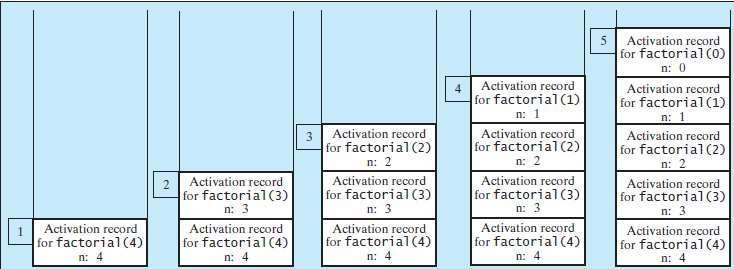 1
Activation record
for factorial(4)
n: 4
2
Activation record
for factorial(3)
n: 3
Activation record
for factorial(4)
n: 4
3
Activation record
for factorial(2)
n: 2
Activation record
for factorial(3)
n: 3
Activation record
for factorial(4)
n: 4
4
Activation record
for factorial(1)
n: 1
Activation record
for factorial(2)
n: 2
Activation record
for factorial(3)
n: 3
Activation record
for factorial(4)
n: 4
5
Activation record
for factorial(0)
n: 0
Activation record
for factorial(1)
n: 1
Activation record
for factorial(2)
n: 2
Activation record
for factorial(3)
n: 3
Activation record
for factorial(4)
n: 4